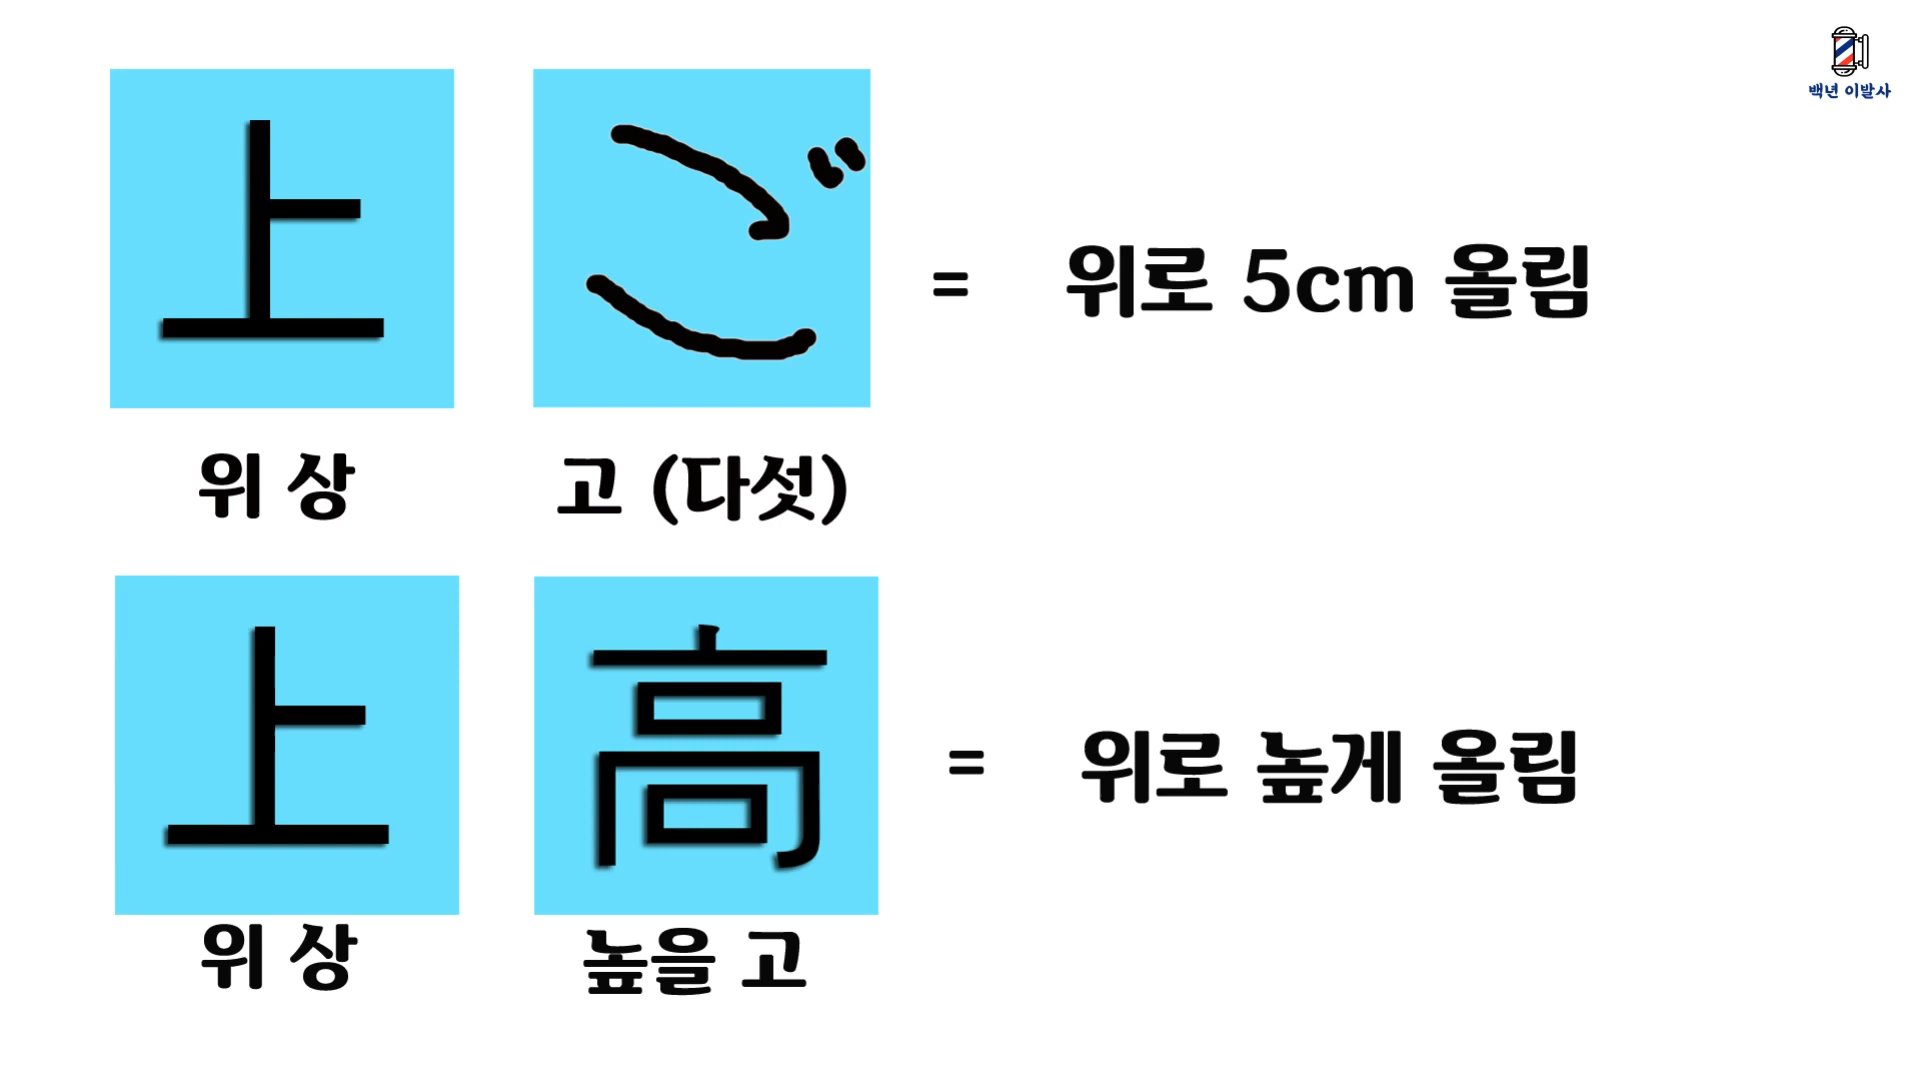 백년 이발사
上 ご = 위로 5cm 올림
위 상 고 (다섯)
上 高 = 위로 높게 올림
위 상 높을 고